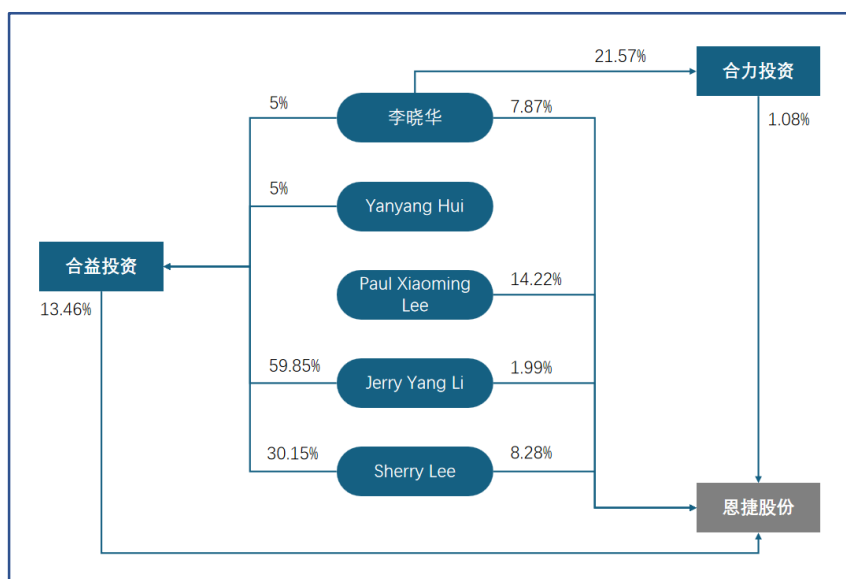 21.57%
合力投资
5%
李晓华
7.87%
1.08%
5%
Yanyang Hui
合益投资
13.46%
Paul Xiaoming
Lee
14.22%
59.85%
Jerry Yang Li
1.99%
30.15%
Sherry Lee
8.28%
恩捷股份